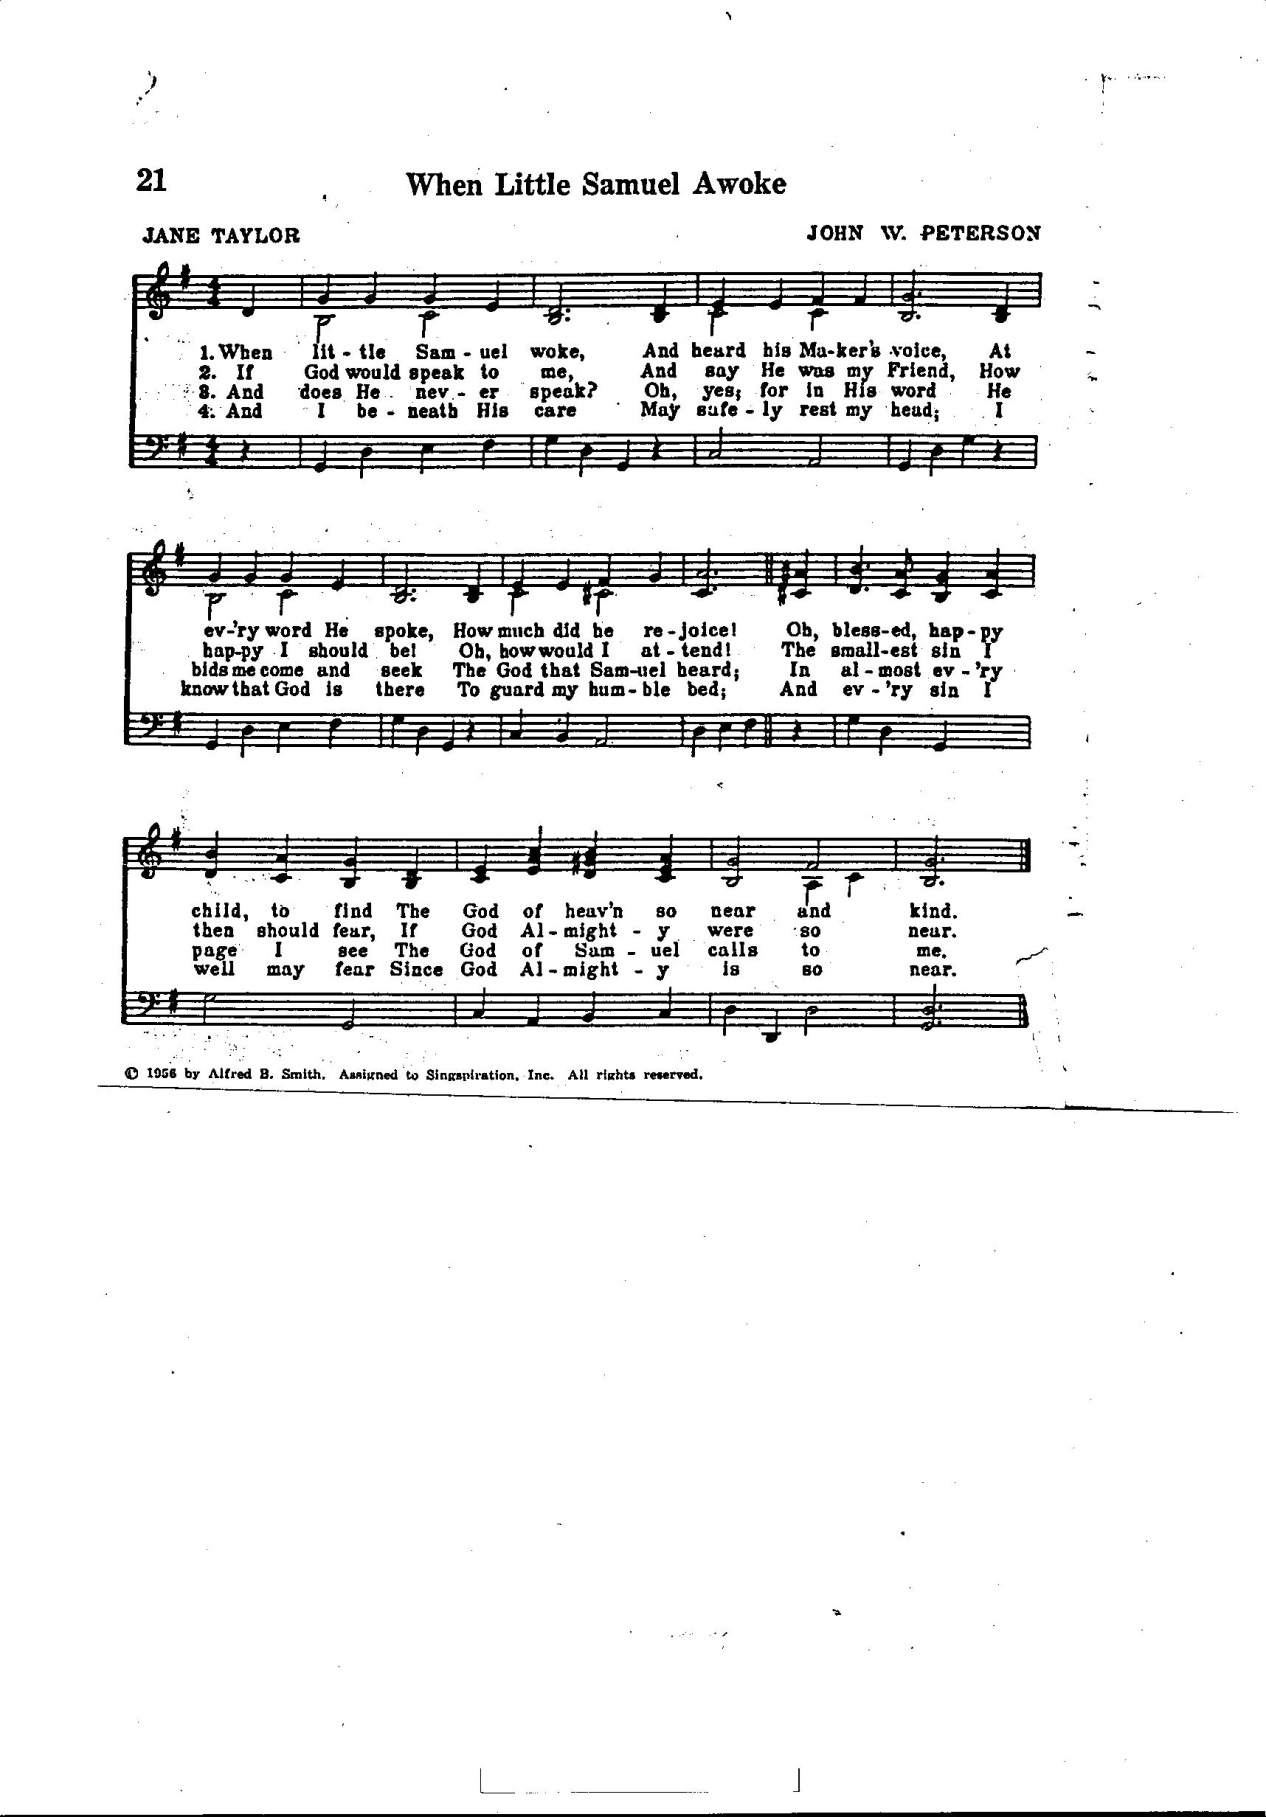 21
When Little Samuel Awoke
JANE TAYLOR
JOHN W. PETERSON
1. When lit - tle Sam - uel woke, And heard his Ma-ker's voice, At
2. If God would speak to me, And say He was my Friend, How
3. And does He nev - er speak? Oh, yes; for in His word He
4. And I be - neath His care May safe - ly rest my head; I
ev-'ry word He spoke, How much did he re - joice! Oh, bless-ed, hap - py
hap-py I should be! Oh, how would I at - tend! The small-est sin I
bids me come and seek The God that Sam-uel heard; In al - most ev - 'ry
know that God is there To guard my hum - ble bed; And ev - 'ry sin I
child, to find The God of heav'n so near and kind.
then should fear, If God Al - might - y were so near.
page I see The God of Sam - uel calls to me.
well may fear Since God Al - might - y is so near.
© 1956 by Alfred B. Smith. Assigned to Singspiration, Inc. All rights reserved.